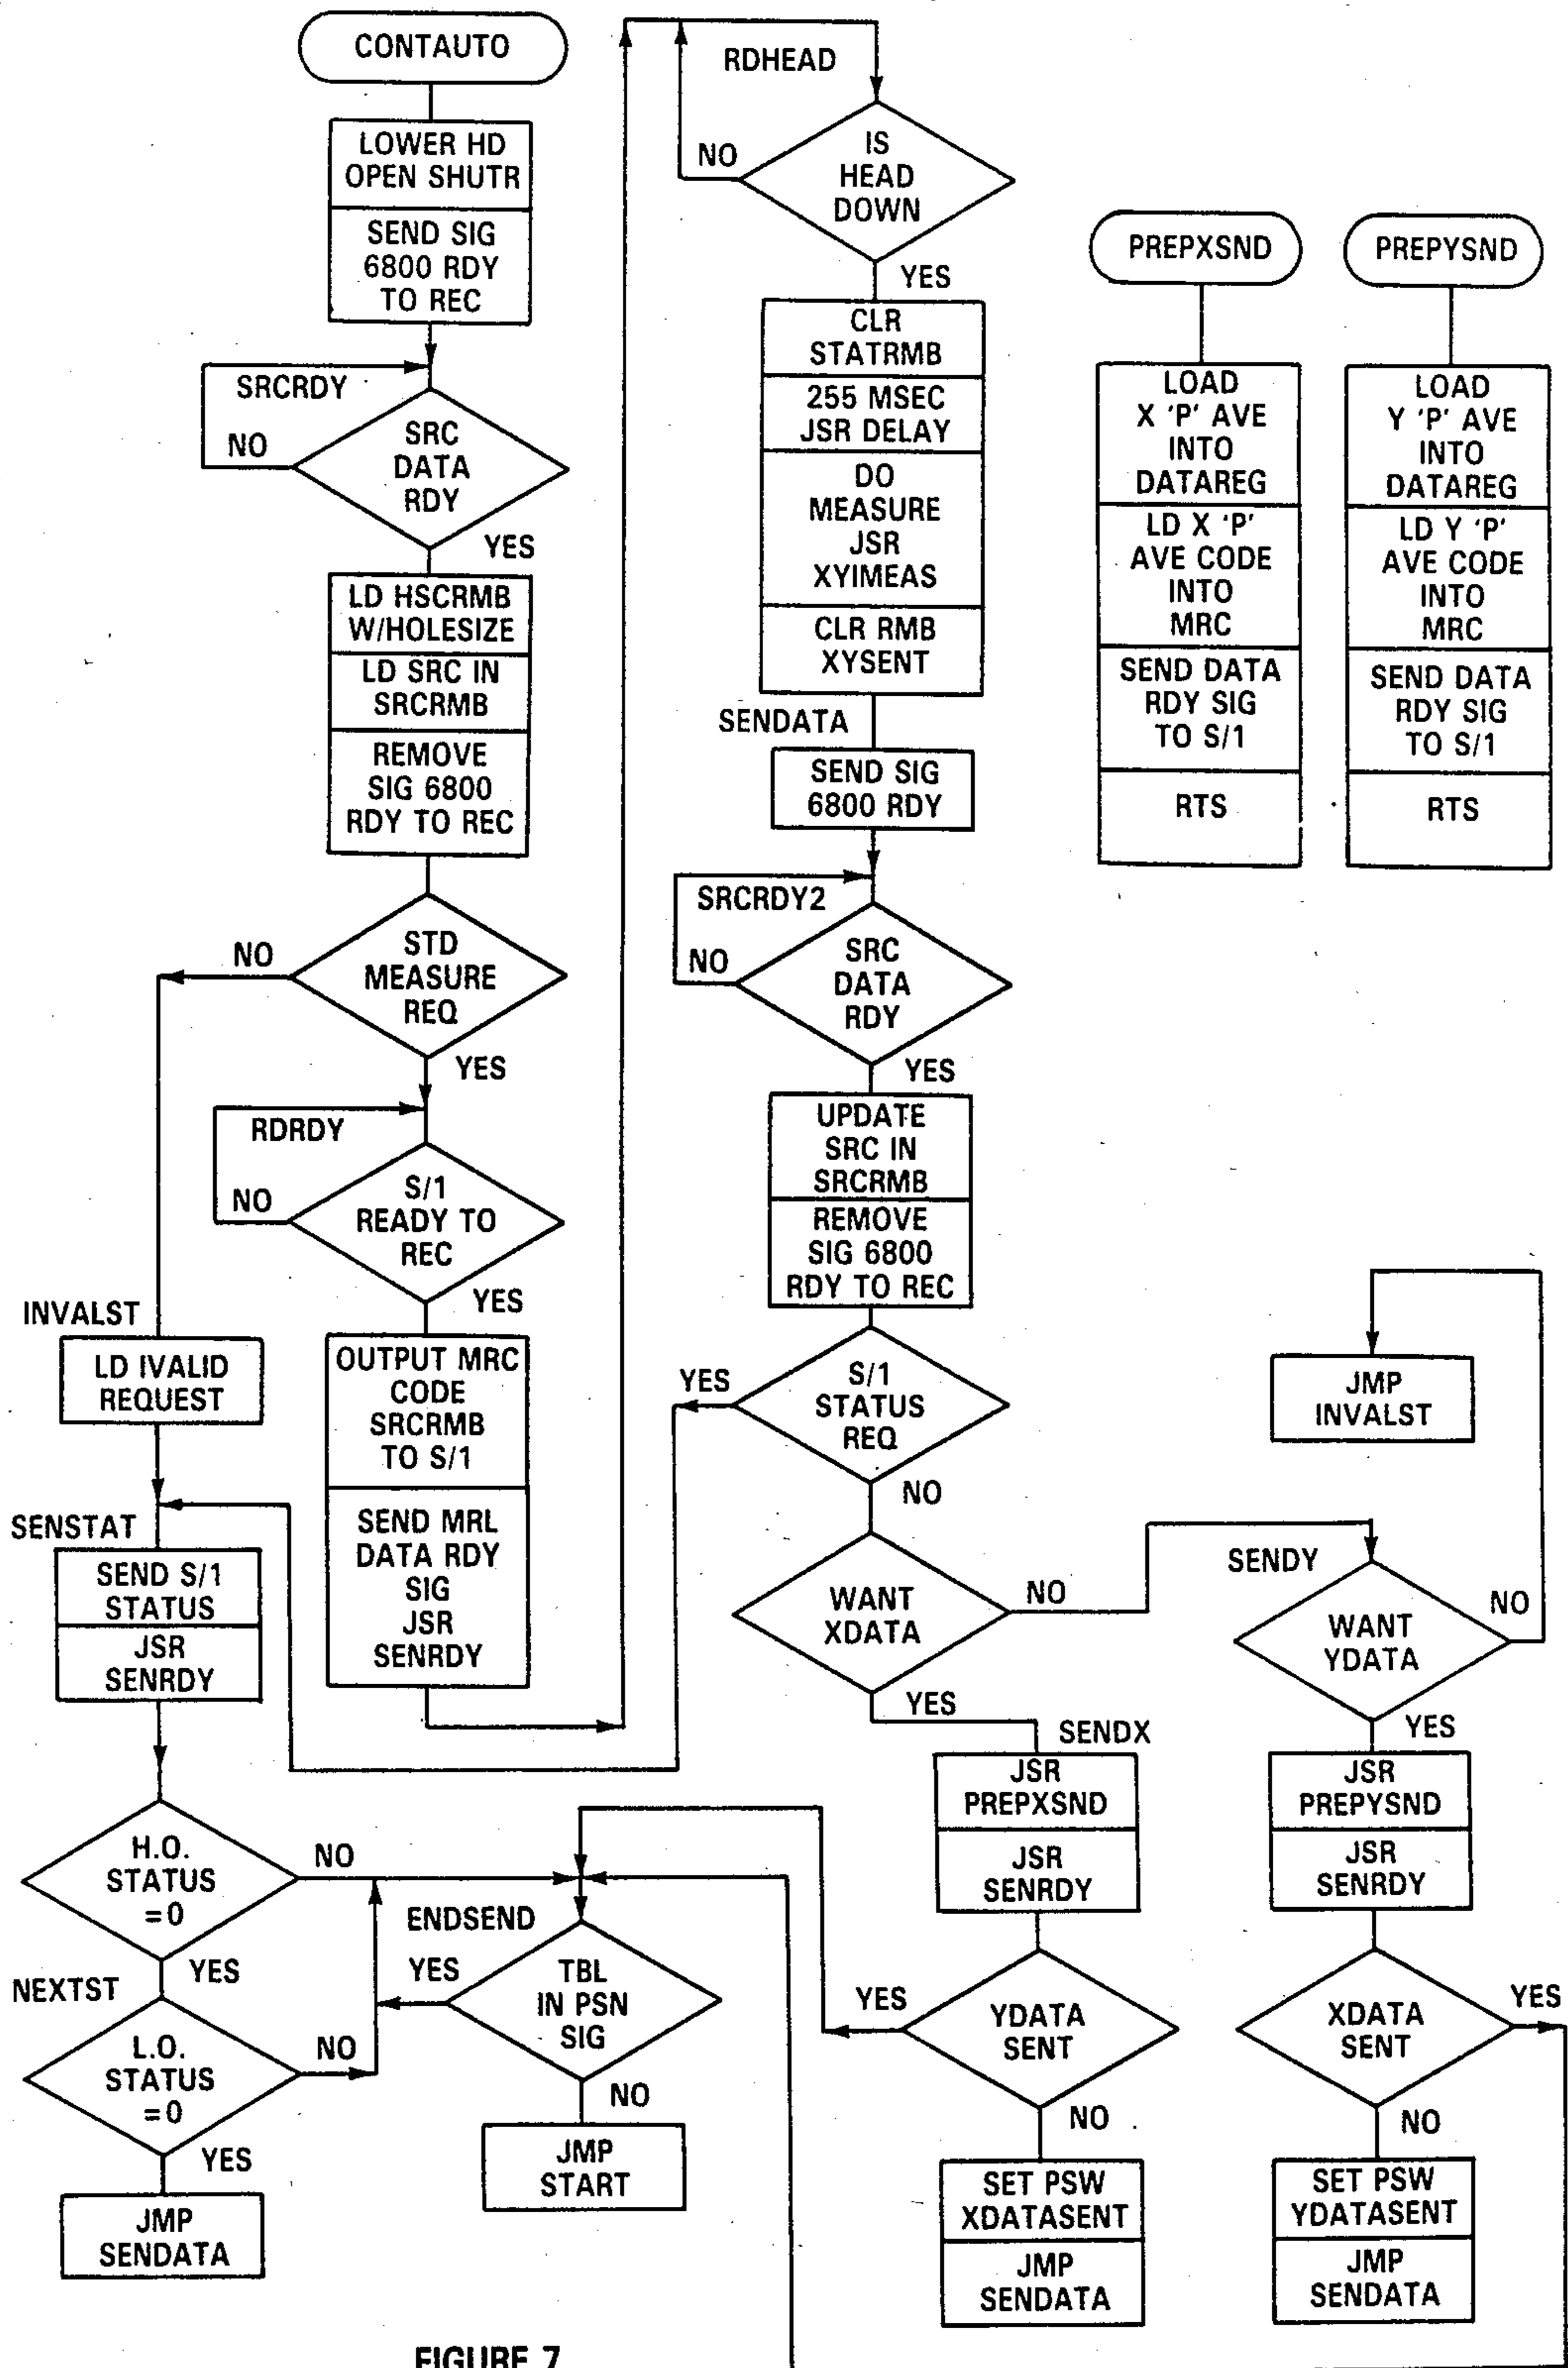 CONTAUTO
LOWER HD
OPEN SHUTR
SEND SIG
6800 RDY
TO REC
SRCRDY
NO
SRC
DATA
RDY
YES
LD HSCRMB
W/HOLESIZE
LD SRC IN
SRCRMB
REMOVE
SIG 6800
RDY TO REC
NO
STD
MEASURE
REQ
YES
RDRDY
NO
S/1
READY TO
REC
YES
INVALST
LD IVALID
REQUEST
OUTPUT MRC
CODE
SRCRMB
TO S/1
SEND MRL
DATA RDY
SIG
JSR
SENRDY
SENSTAT
SEND S/1
STATUS
JSR
SENRDY
H.O.
STATUS
=0
NO
YES
NEXTST
L.O.
STATUS
=0
NO
YES
JMP
SENDATA
ENDSEND
YES
TBL
IN PSN
SIG
NO
JMP
START
RDHEAD
NO
IS
HEAD
DOWN
YES
CLR
STATRMB
255 MSEC
JSR DELAY
DO
MEASURE
JSR
XYIMEAS
CLR RMB
XYSENT
SENDATA
SEND SIG
6800 RDY
SRCRDY2
NO
SRC
DATA
RDY
YES
UPDATE
SRC IN
SRCRMB
REMOVE
SIG 6800
RDY TO REC
YES
S/1
STATUS
REQ
NO
WANT
XDATA
NO
YES
SENDX
JSR
PREPXSND
JSR
SENRDY
YES
YDATA
SENT
NO
SET PSW
XDATASENT
JMP
SENDATA
PREPXSND
LOAD
X 'P' AVE
INTO
DATAREG
LD X 'P'
AVE CODE
INTO
MRC
SEND DATA
RDY SIG
TO S/1
RTS
PREPYSND
LOAD
Y 'P' AVE
INTO
DATAREG
LD Y 'P'
AVE CODE
INTO
MRC
SEND DATA
RDY SIG
TO S/1
RTS
JMP
INVALST
SENDY
WANT
YDATA
NO
YES
JSR
PREPYSND
JSR
SENRDY
XDATA
SENT
YES
NO
SET PSW
YDATASENT
JMP
SENDATA
FIGURE 7